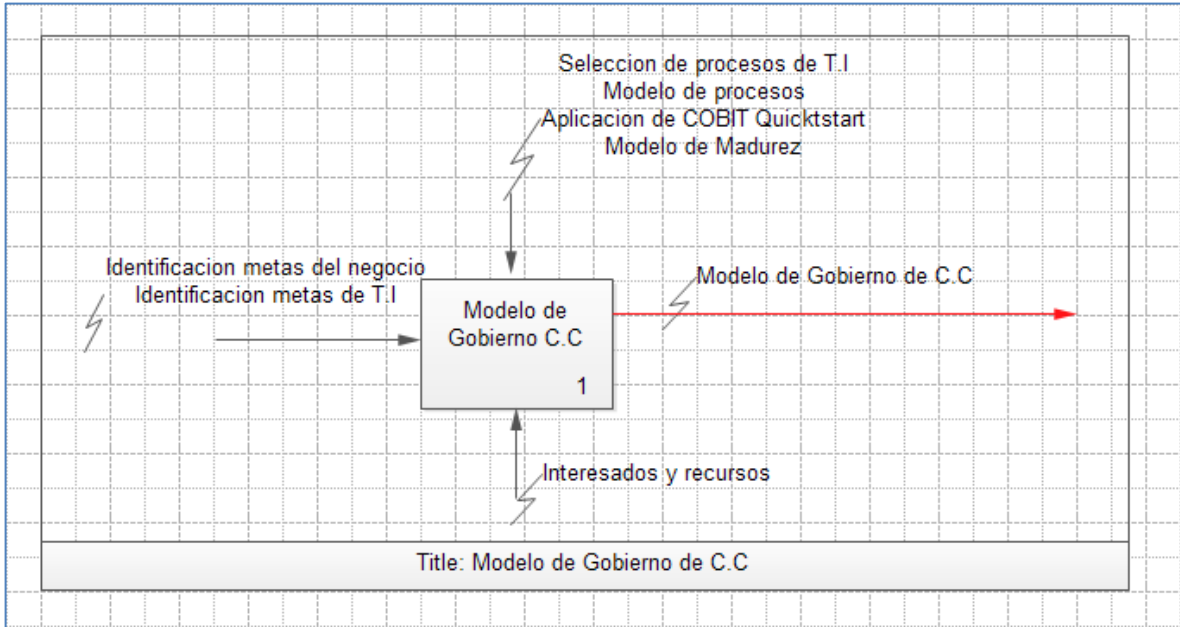 Seleccion de procesos de T.I
Modelo de procesos
Aplicacion de COBIT Quicktstart
Modelo de Madurez
Identificacion metas del negocio
Identificacion metas de T.I
Modelo de
Gobierno C.C
1
Modelo de Gobierno de C.C
Interesados y recursos
Title: Modelo de Gobierno de C.C